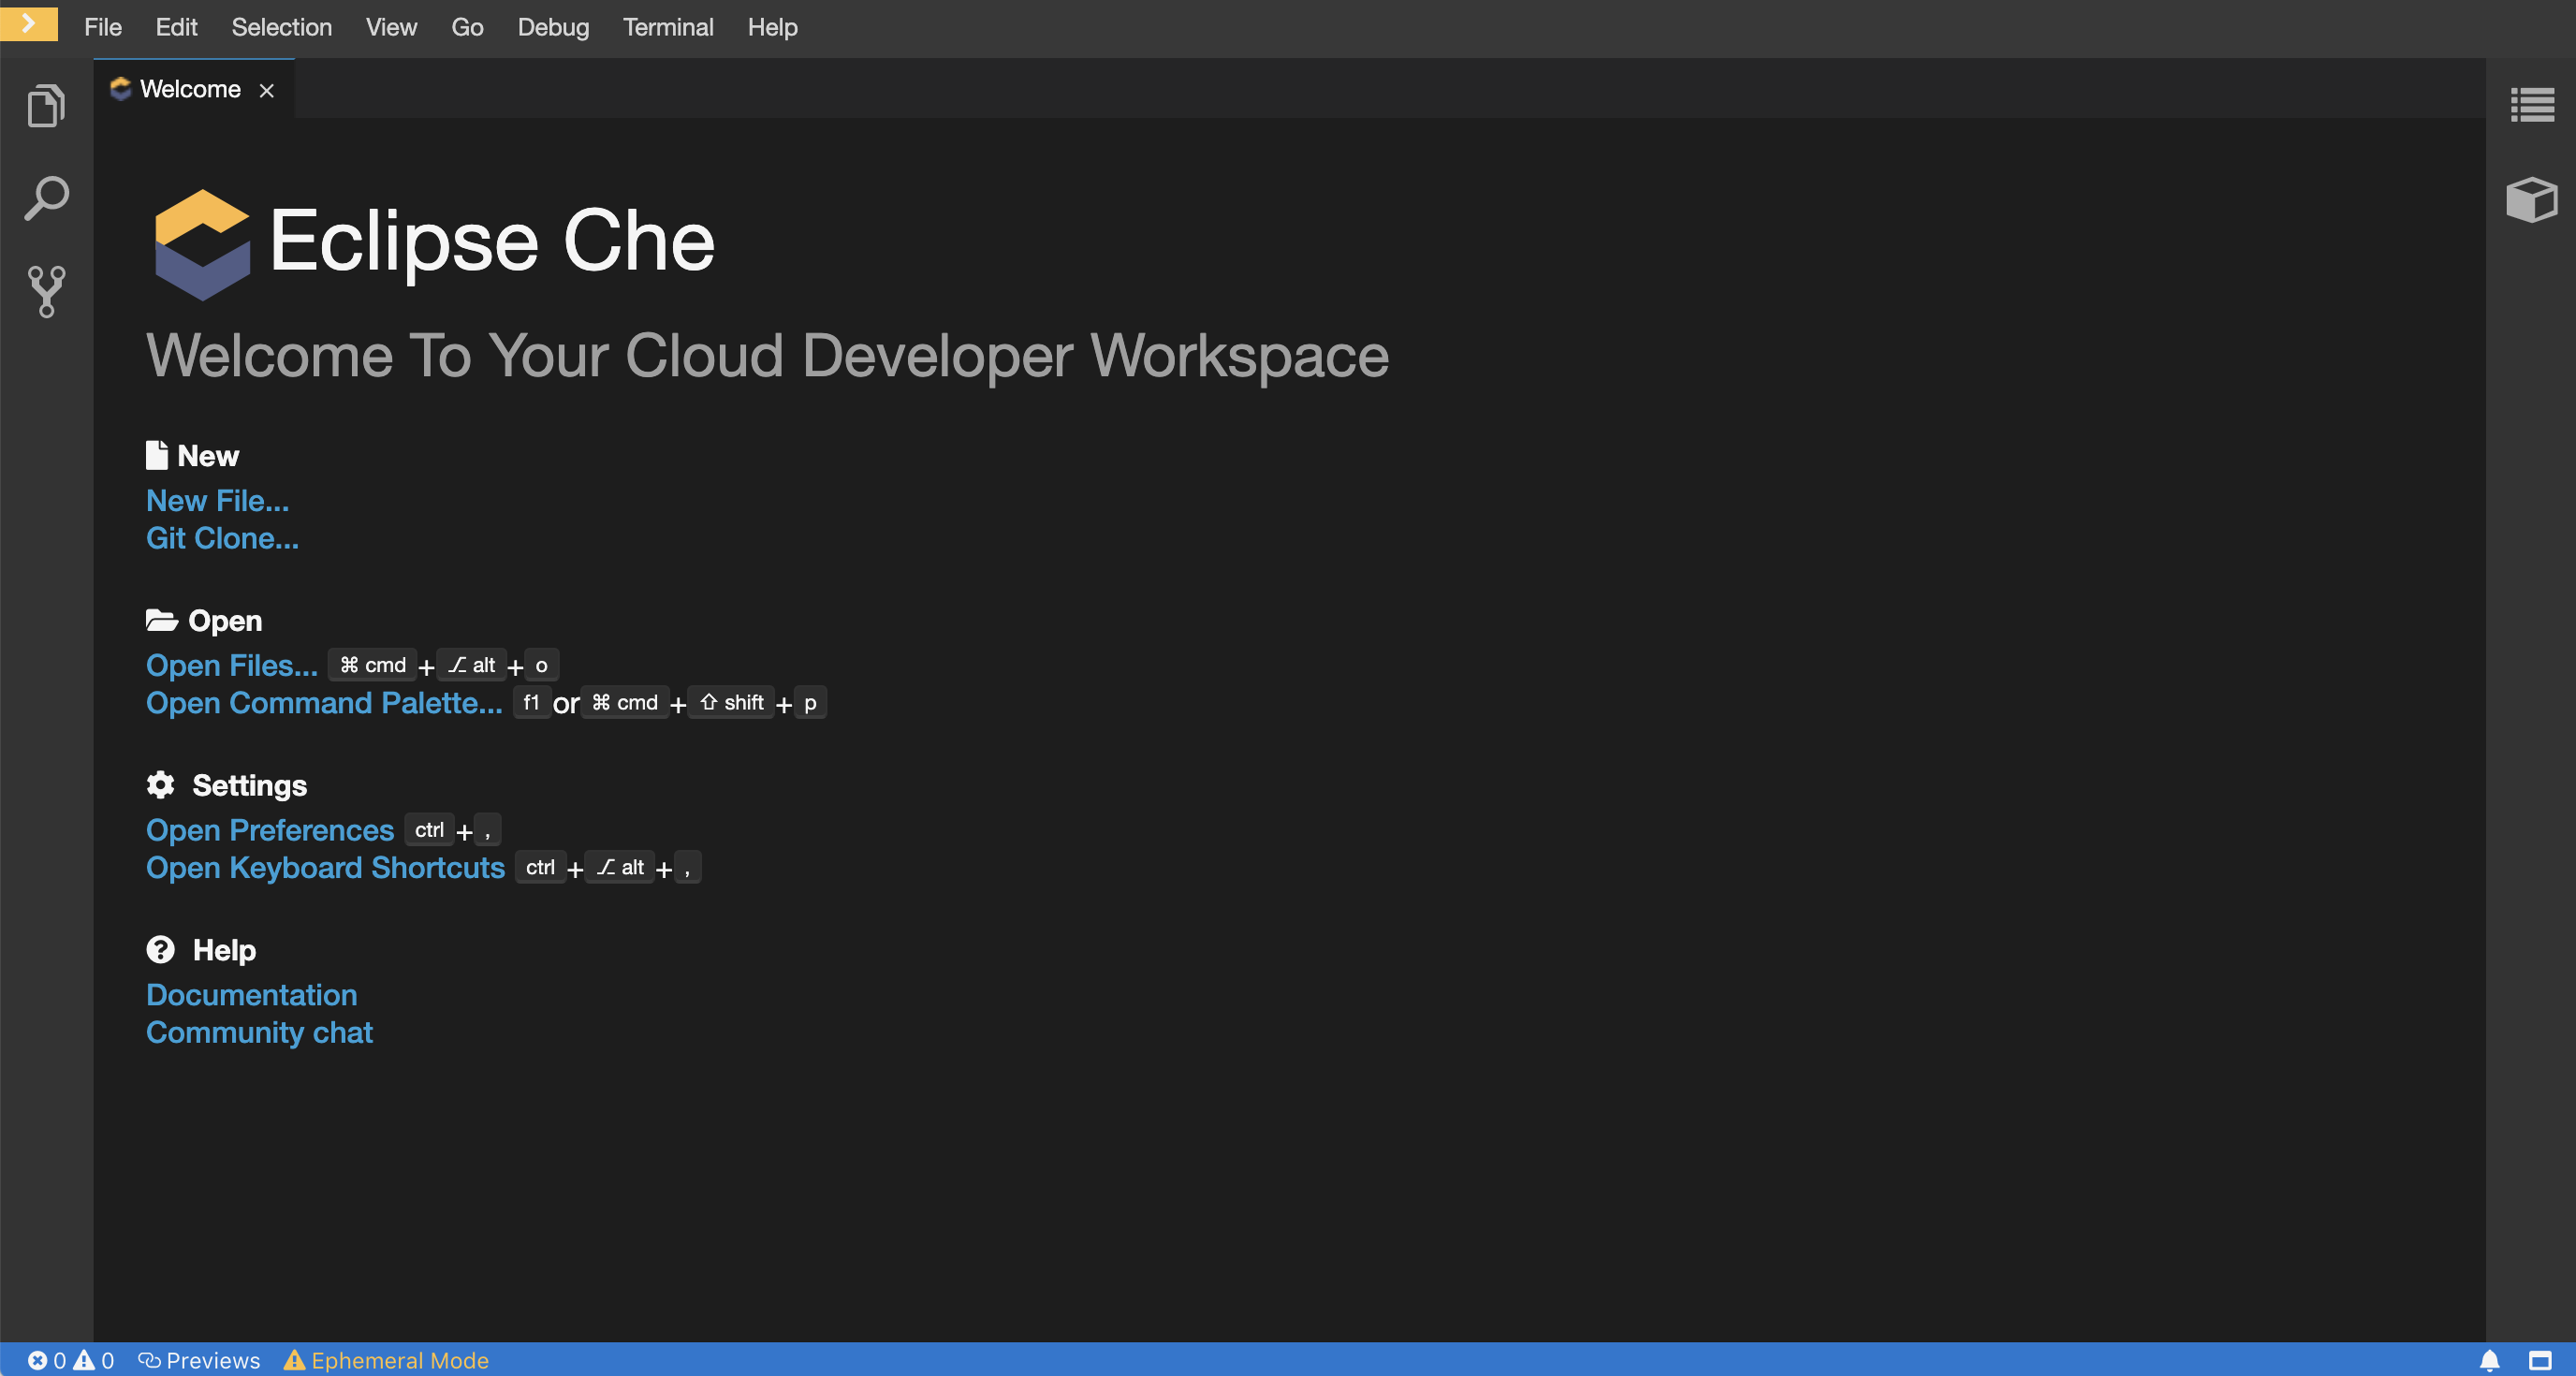 File Edit Selection View Go Debug Terminal Help
Welcome
Eclipse Che
Welcome To Your Cloud Developer Workspace
New
New File...
Git Clone...
Open
Open Files... ⌘ cmd + ⌥ alt + o
Open Command Palette... f1 or ⌘ cmd + ⇧ shift + p
Settings
Open Preferences ctrl + ,
Open Keyboard Shortcuts ctrl + ⌥ alt + ,
Help
Documentation
Community chat
0 0 Previews Ephemeral Mode